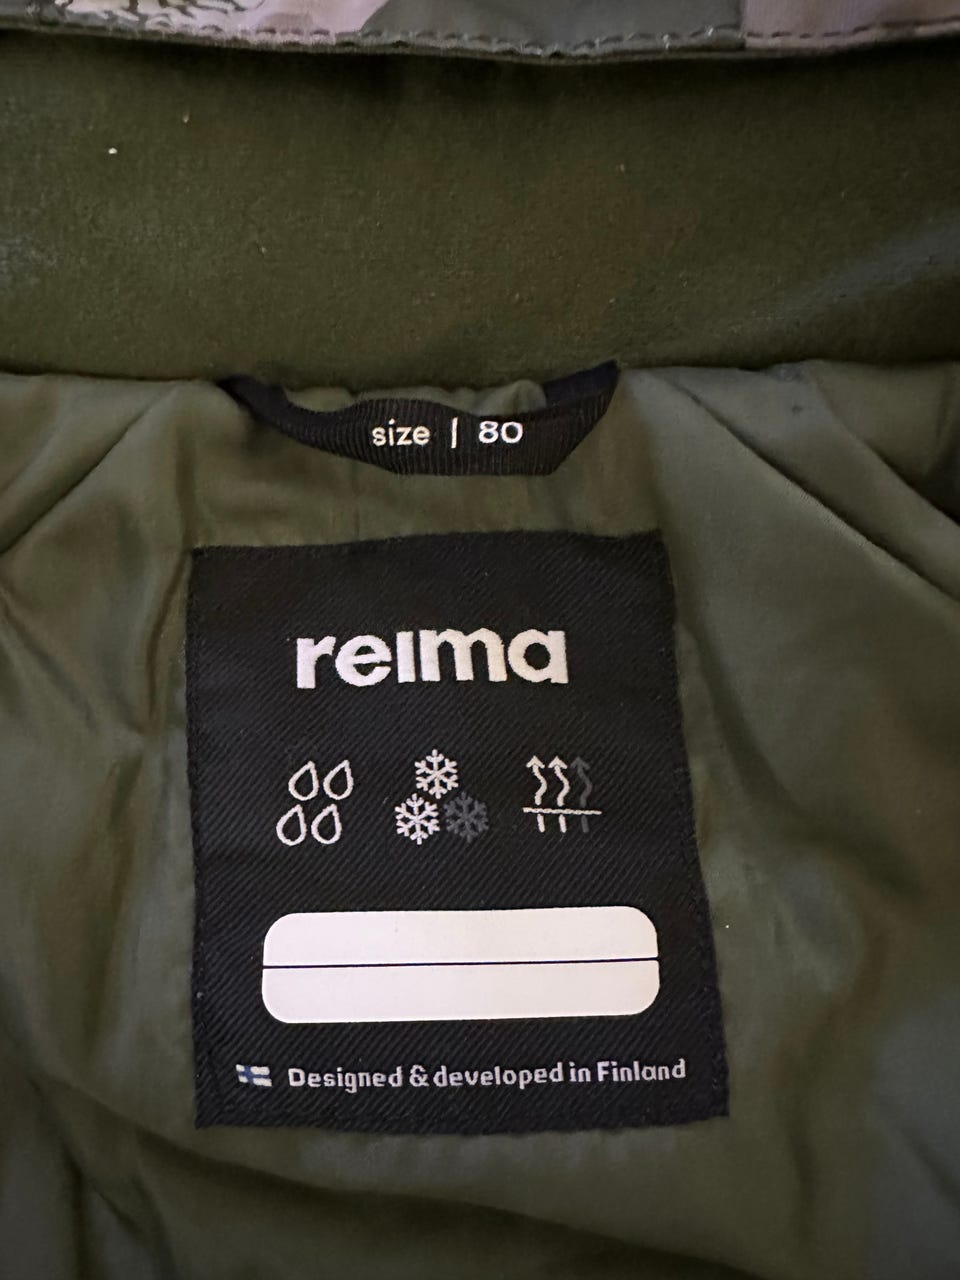 size | 80
reima
Designed & developed in Finland